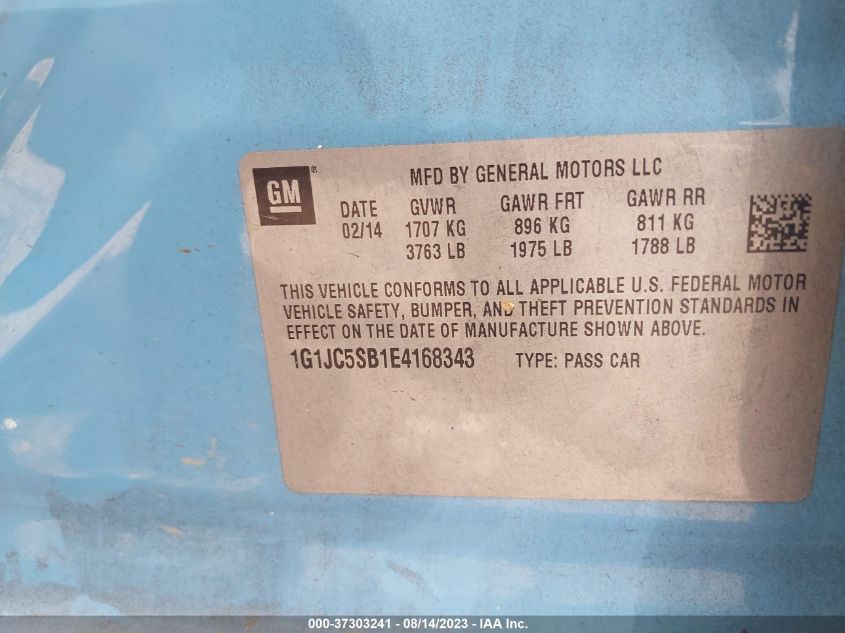 GM ®
MFD BY GENERAL MOTORS LLC
DATE GVWR GAWR FRT GAWR RR
02/14 1707 KG 896 KG 811 KG
3763 LB 1975 LB 1788 LB
THIS VEHICLE CONFORMS TO ALL APPLICABLE U.S. FEDERAL MOTOR
VEHICLE SAFETY, BUMPER, AND THEFT PREVENTION STANDARDS IN
EFFECT ON THE DATE OF MANUFACTURE SHOWN ABOVE.
1G1JC5SB1E4168343 TYPE: PASS CAR
000-37303241 - 08/14/2023 - IAA Inc.